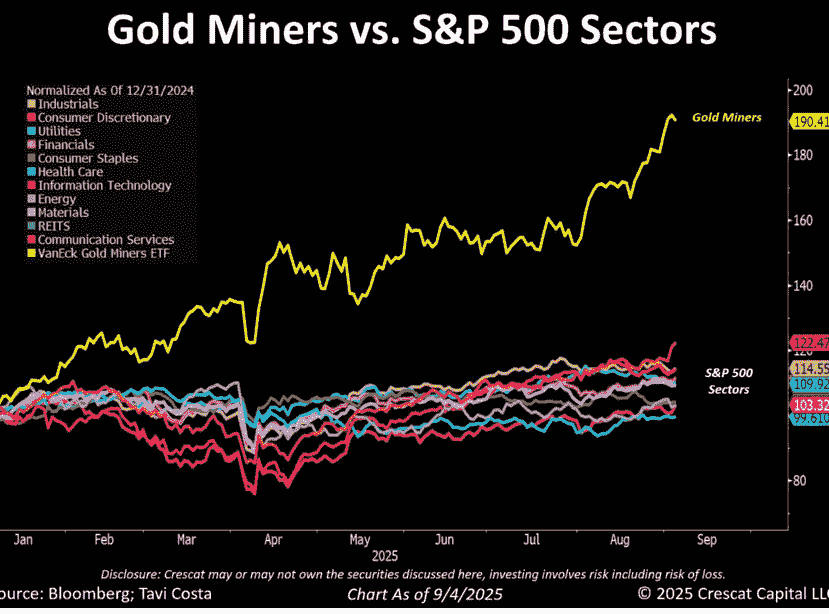 Gold Miners vs. S&P 500 Sectors
Normalized As Of 12/31/2024
Industrials
Consumer Discretionary
Utilities
Financials
Consumer Staples
Health Care
Information Technology
Energy
Materials
REITS
Communication Services
VanEck Gold Miners ETF
200
Gold Miners
190.41
180
160
140
122.47
120
S&P 500
Sectors
114.55
109.92
103.32
99.610
80
Jan Feb Mar Apr May Jun Jul Aug Sep
2025
Disclosure: Crescat may or may not own the securities discussed here, investing involves risk including risk of loss.
ource: Bloomberg; Tavi Costa Chart As of 9/4/2025 © 2025 Crescat Capital LL